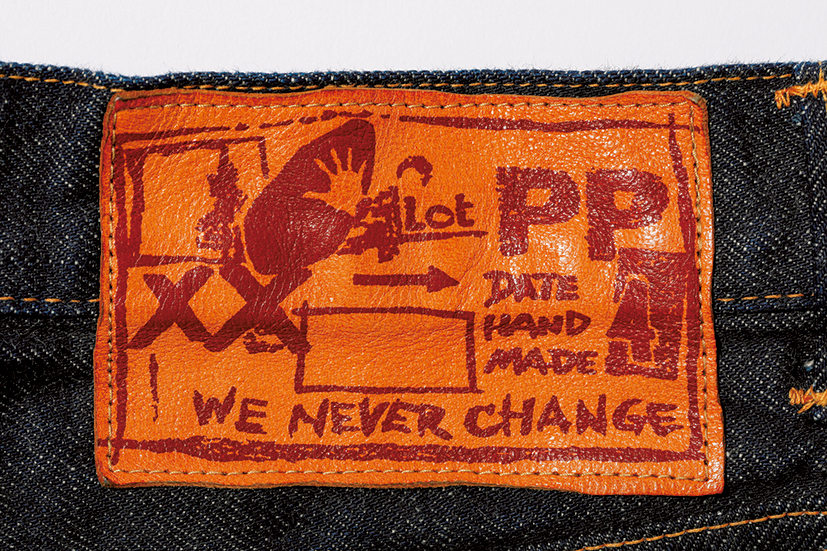 lot PP
XX
DATE
HAND
MADE
WE NEVER CHANGE